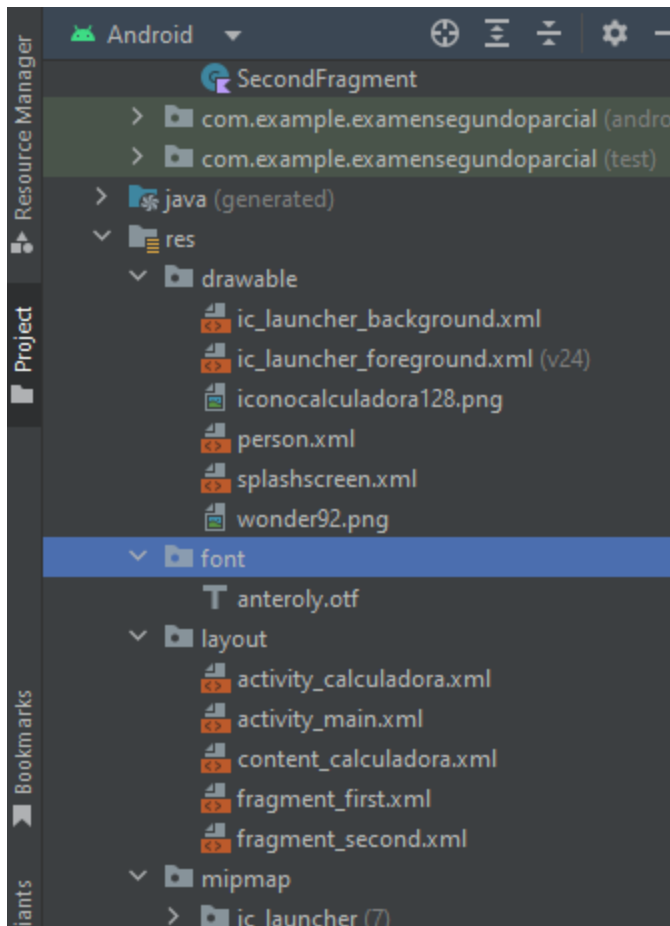 Android
SecondFragment
com.example.examensegundoparcial
com.example.examensegundoparcial (test)
java (generated)
res
drawable
ic_launcher_background.xml
ic_launcher_foreground.xml (v24)
iconocalculadora128.png
person.xml
splashscreen.xml
wonder92.png
font
anteroly.otf
layout
activity_calculadora.xml
activity_main.xml
content_calculadora.xml
fragment_first.xml
fragment_second.xml
mipmap
ic_launcher (7)
Resource Manager
Project
Bookmarks